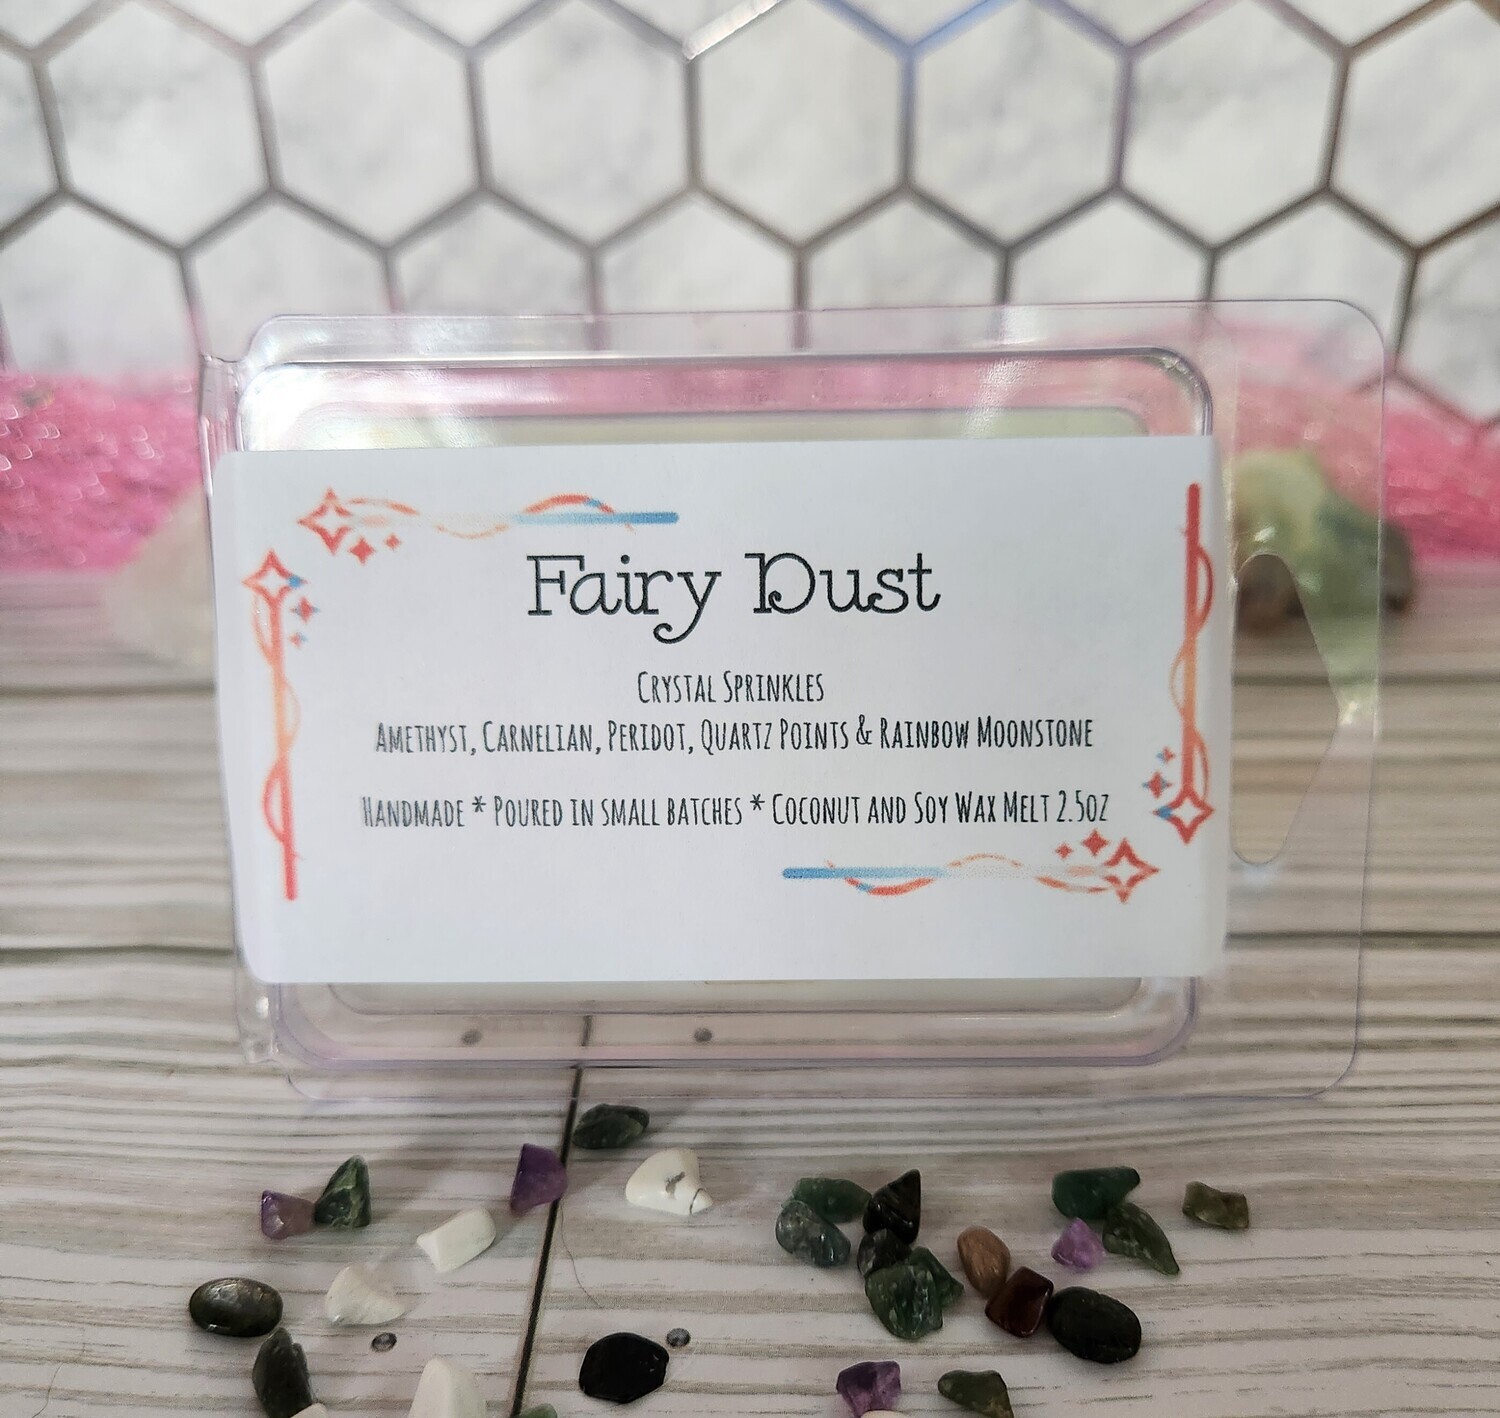 Fairy Dust
Crystal Sprinkles
Amethyst, Carnelian, Peridot, Quartz Points & Rainbow Moonstone
Handmade * Poured in small batches * Coconut and Soy Wax Melt 2.5oz